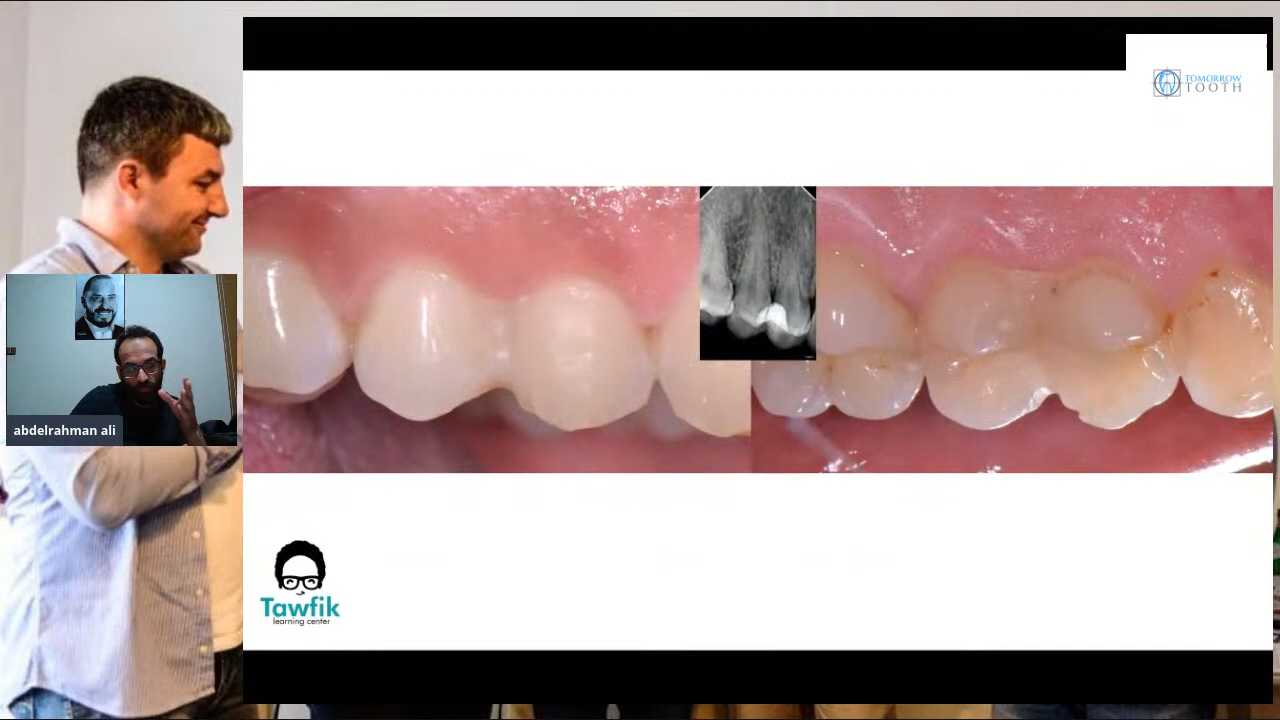 TOMORROW
TOOTH
abdelrahman ali
Tawfik
learning center